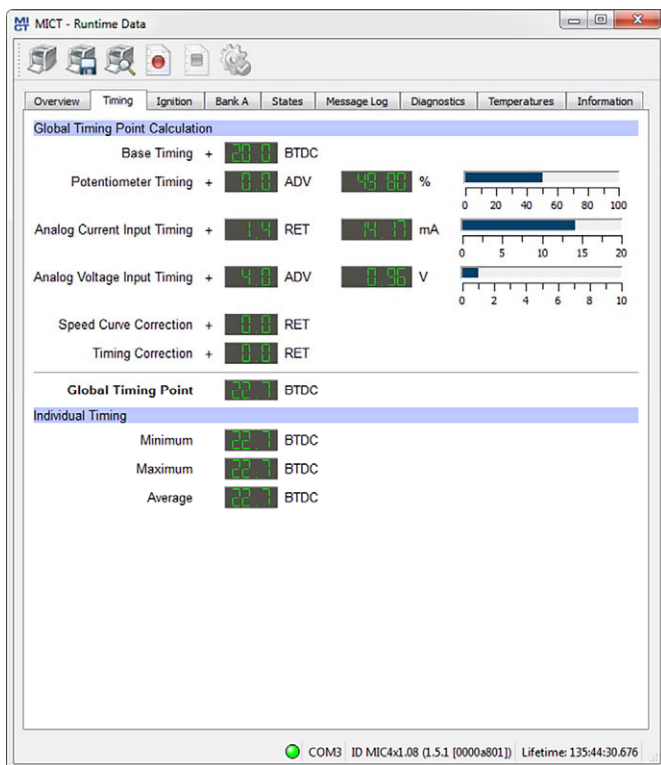 MICT - Runtime Data
Overview Timing Ignition Bank A States Message Log Diagnostics Temperatures Information
Global Timing Point Calculation
Base Timing + 20.0 BTDC
Potentiometer Timing + 0.0 ADV 49.80 %
0 20 40 60 80 100
Analog Current Input Timing + 1.4 RET 14.17 mA
0 5 10 15 20
Analog Voltage Input Timing + 4.0 ADV 0.96 V
0 2 4 6 8 10
Speed Curve Correction + 0.0 RET
Timing Correction + 0.0 RET
Global Timing Point 22.7 BTDC
Individual Timing
Minimum 22.7 BTDC
Maximum 22.7 BTDC
Average 22.7 BTDC
COM3 ID MIC4x1.08 (1.5.1 [0000a801]) Lifetime: 135:44:30.676